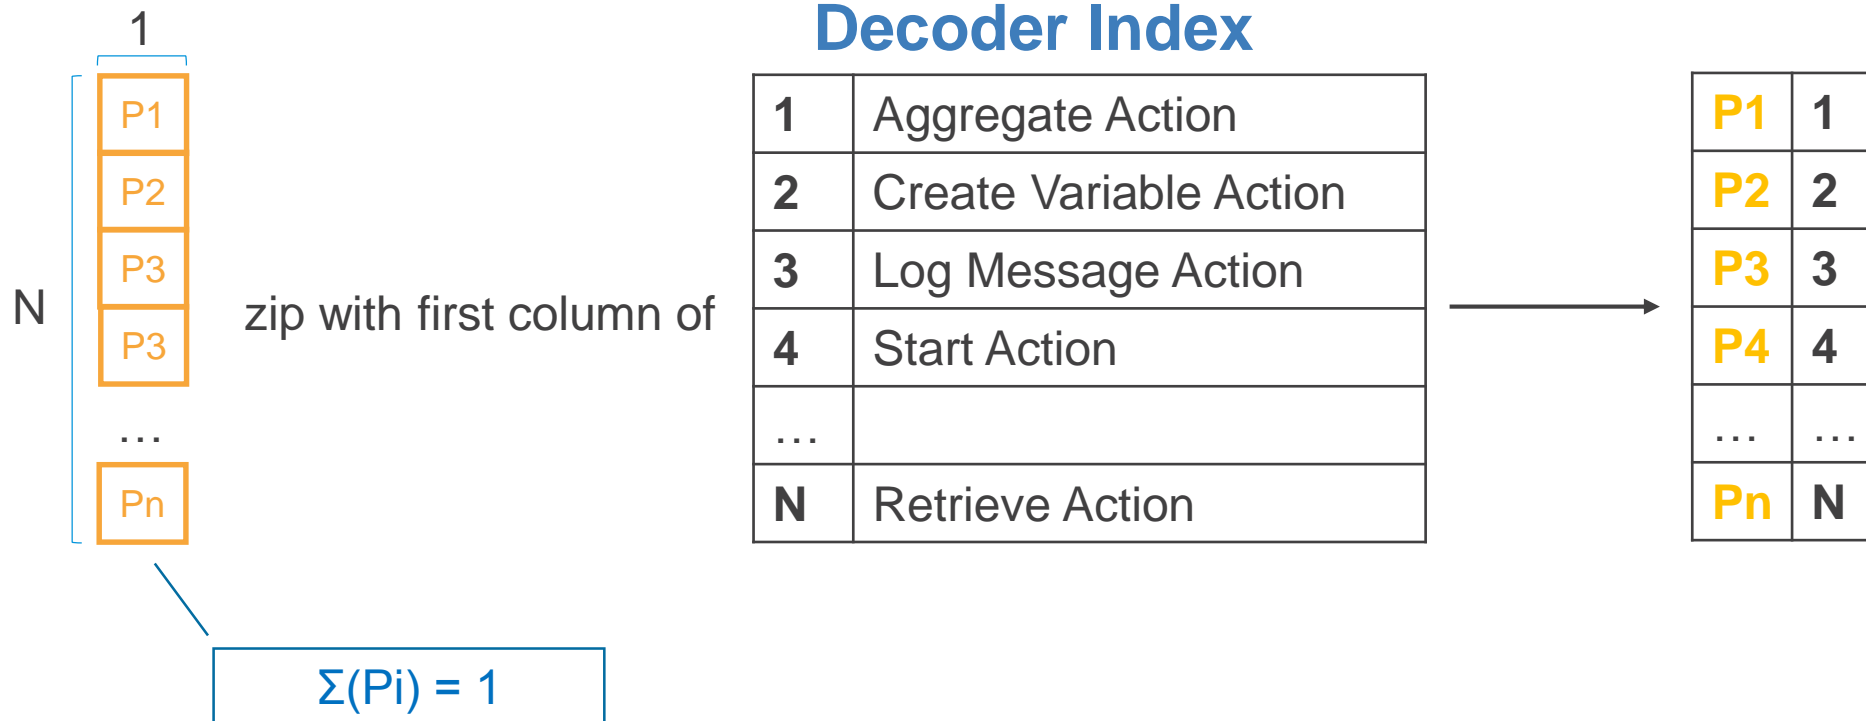 1
N
P1
P2
P3
P3
…
Pn
Σ(Pi) = 1
zip with first column of
Decoder Index
1 Aggregate Action
2 Create Variable Action
3 Log Message Action
4 Start Action
…
N Retrieve Action
P1 1
P2 2
P3 3
P4 4
… …
Pn N